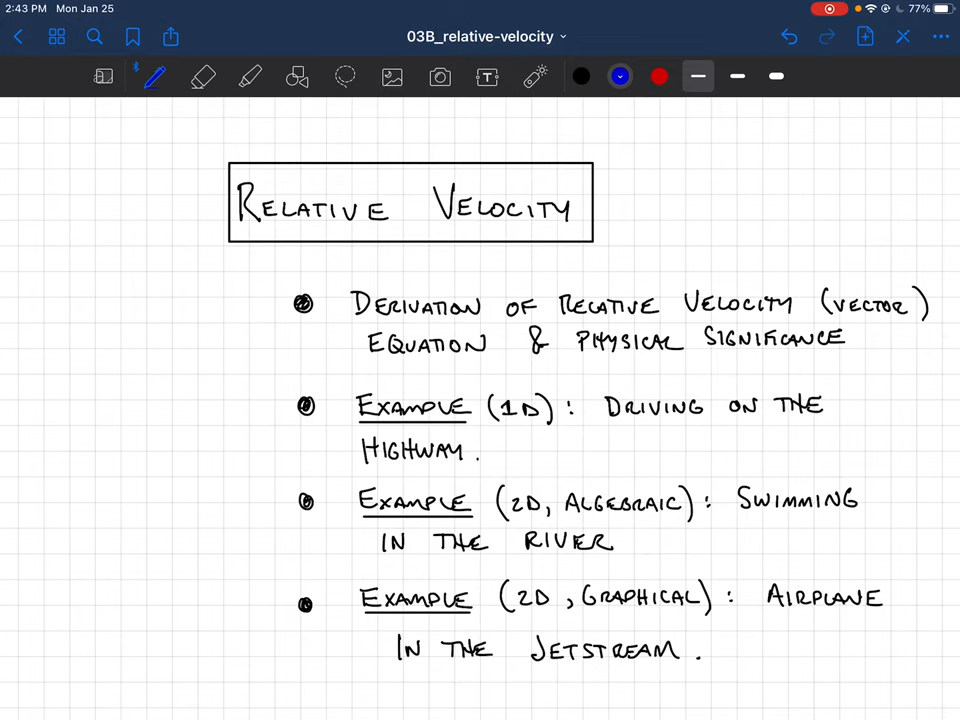 2:43 PM Mon Jan 25
77%
03B_relative-velocity
T
RELATIVE VELOCITY
DERIVATION OF RELATIVE VELOCITY (VECTOR)
EQUATION & PHYSICAL SIGNIFICANCE
EXAMPLE (1D): DRIVING ON THE
HIGHWAY.
EXAMPLE (2D, ALGEBRAIC): SWIMMING
IN THE RIVER
EXAMPLE (2D, GRAPHICAL): AIRPLANE
IN THE JETSTREAM.